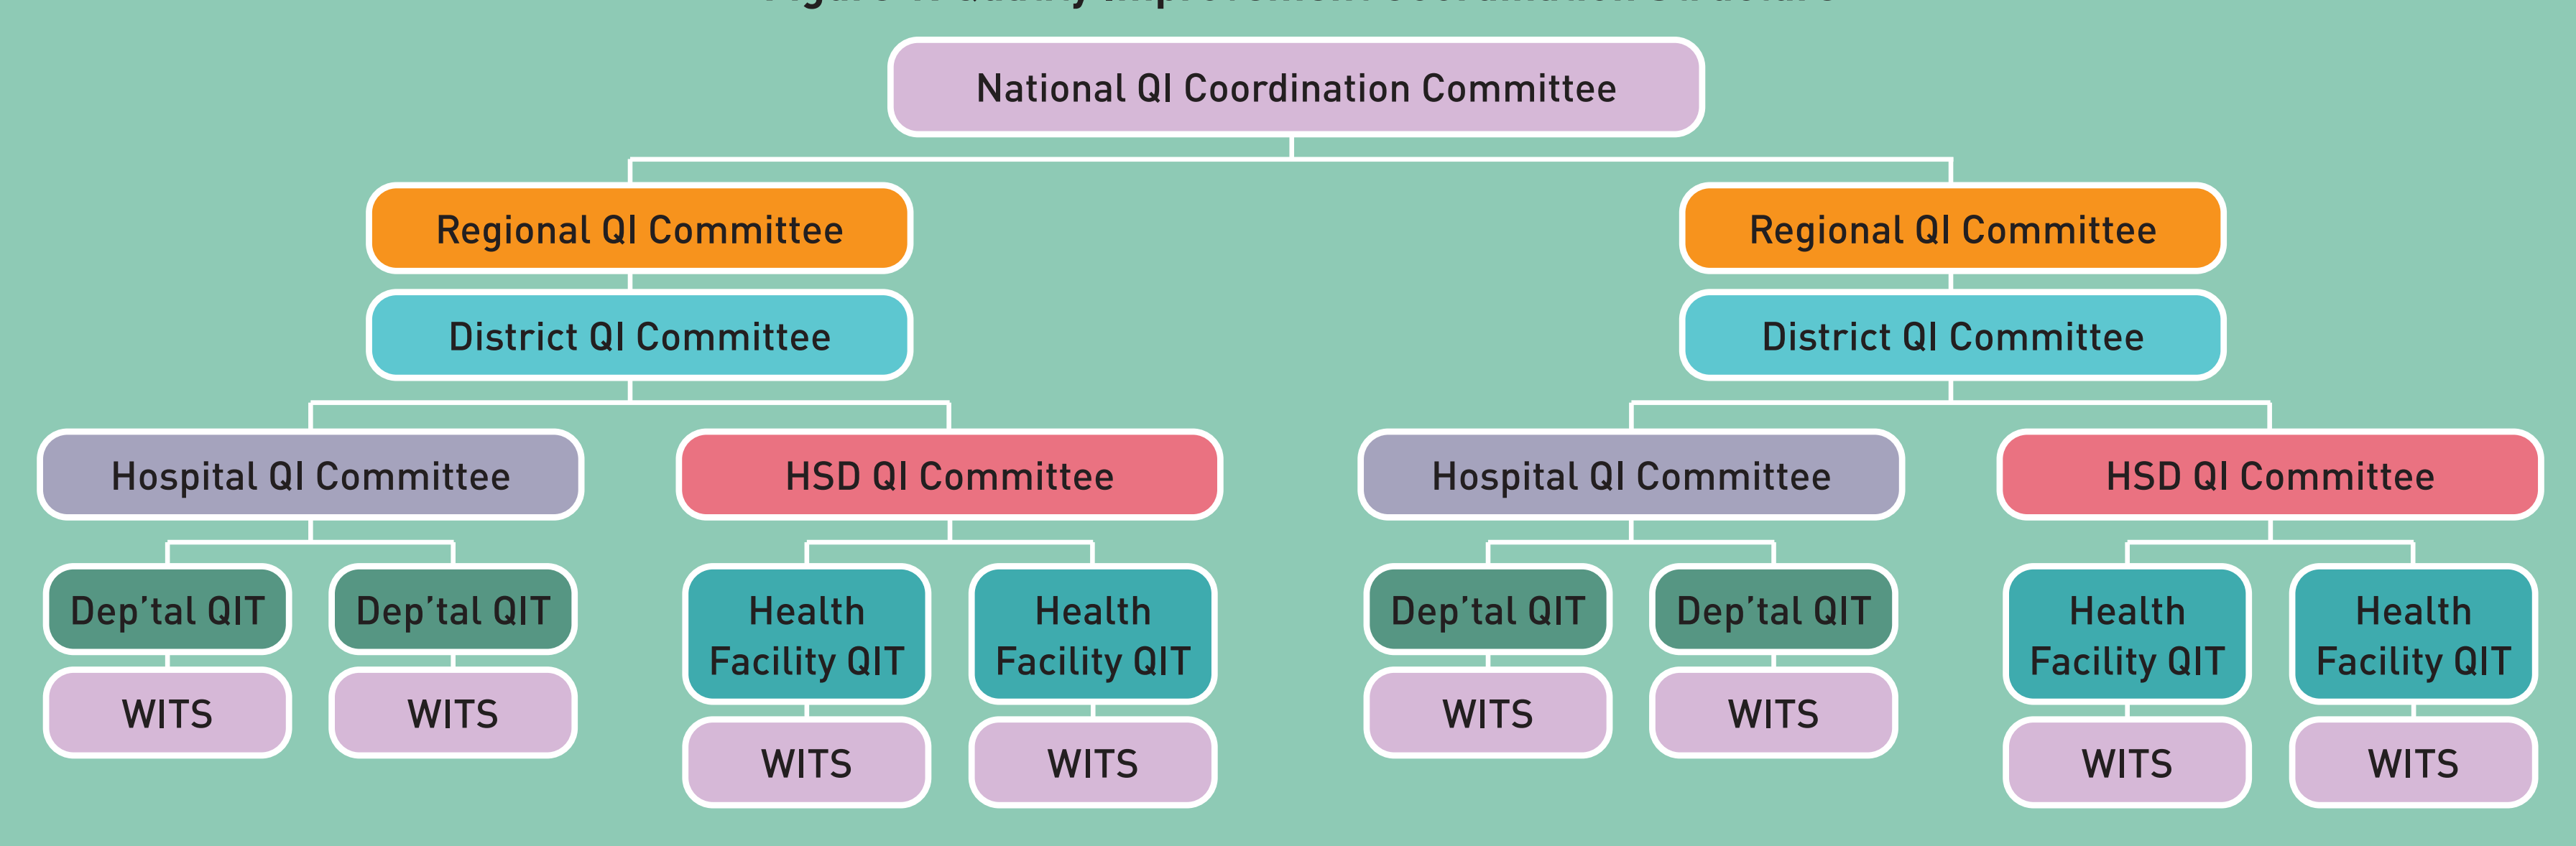 National QI Coordination Committee
Regional QI Committee
Regional QI Committee
District QI Committee
District QI Committee
Hospital QI Committee
HSD QI Committee
Hospital QI Committee
HSD QI Committee
Dep’tal QIT
Dep’tal QIT
Health
Facility QIT
Health
Facility QIT
Dep’tal QIT
Dep’tal QIT
Health
Facility QIT
Health
Facility QIT
WITS
WITS
WITS
WITS
WITS
WITS
WITS
WITS